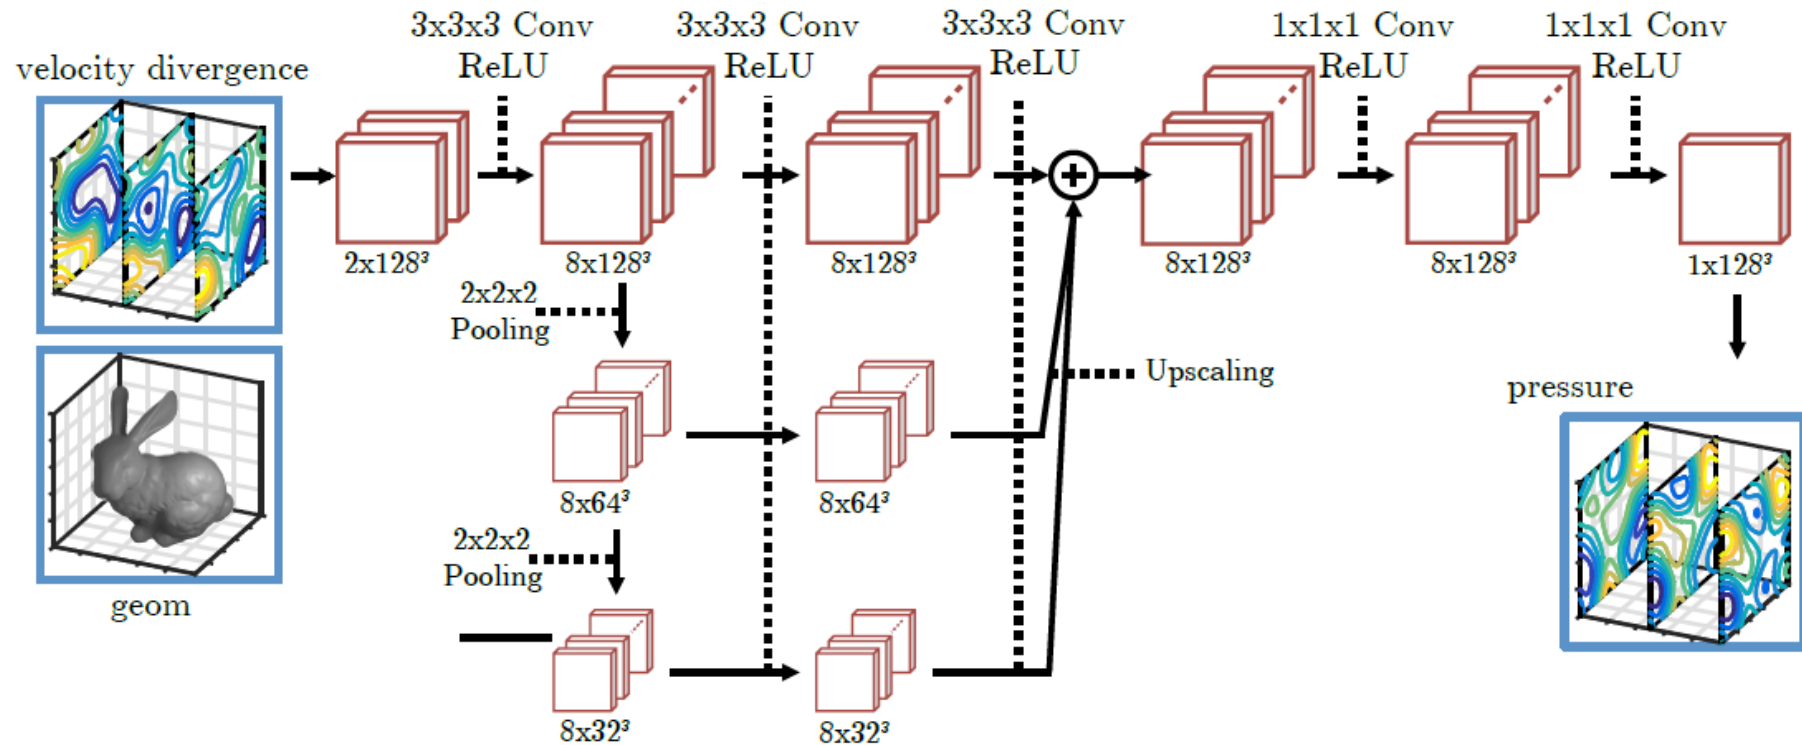 3x3x3 Conv
ReLU
3x3x3 Conv
ReLU
3x3x3 Conv
ReLU
1x1x1 Conv
ReLU
1x1x1 Conv
ReLU
velocity divergence
2x128³
8x128³
8x128³
8x128³
8x128³
1x128³
2x2x2
Pooling
Upscaling
pressure
8x64³
8x64³
2x2x2
Pooling
geom
8x32³
8x32³